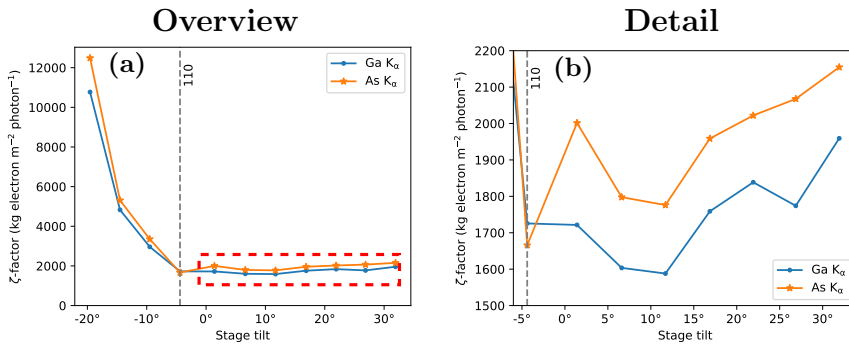 Overview
Detail
(a)
110
Ga Kα
As Kα
12000
10000
8000
6000
4000
2000
0
ζ-factor (kg electron m⁻² photon⁻¹)
-20°
-10°
0°
10°
20°
30°
Stage tilt
(b)
110
2200
2100
2000
1900
1800
1700
1600
1500
ζ-factor (kg electron m⁻² photon⁻¹)
Ga Kα
As Kα
-5°
0°
5°
10°
15°
20°
25°
30°
Stage tilt